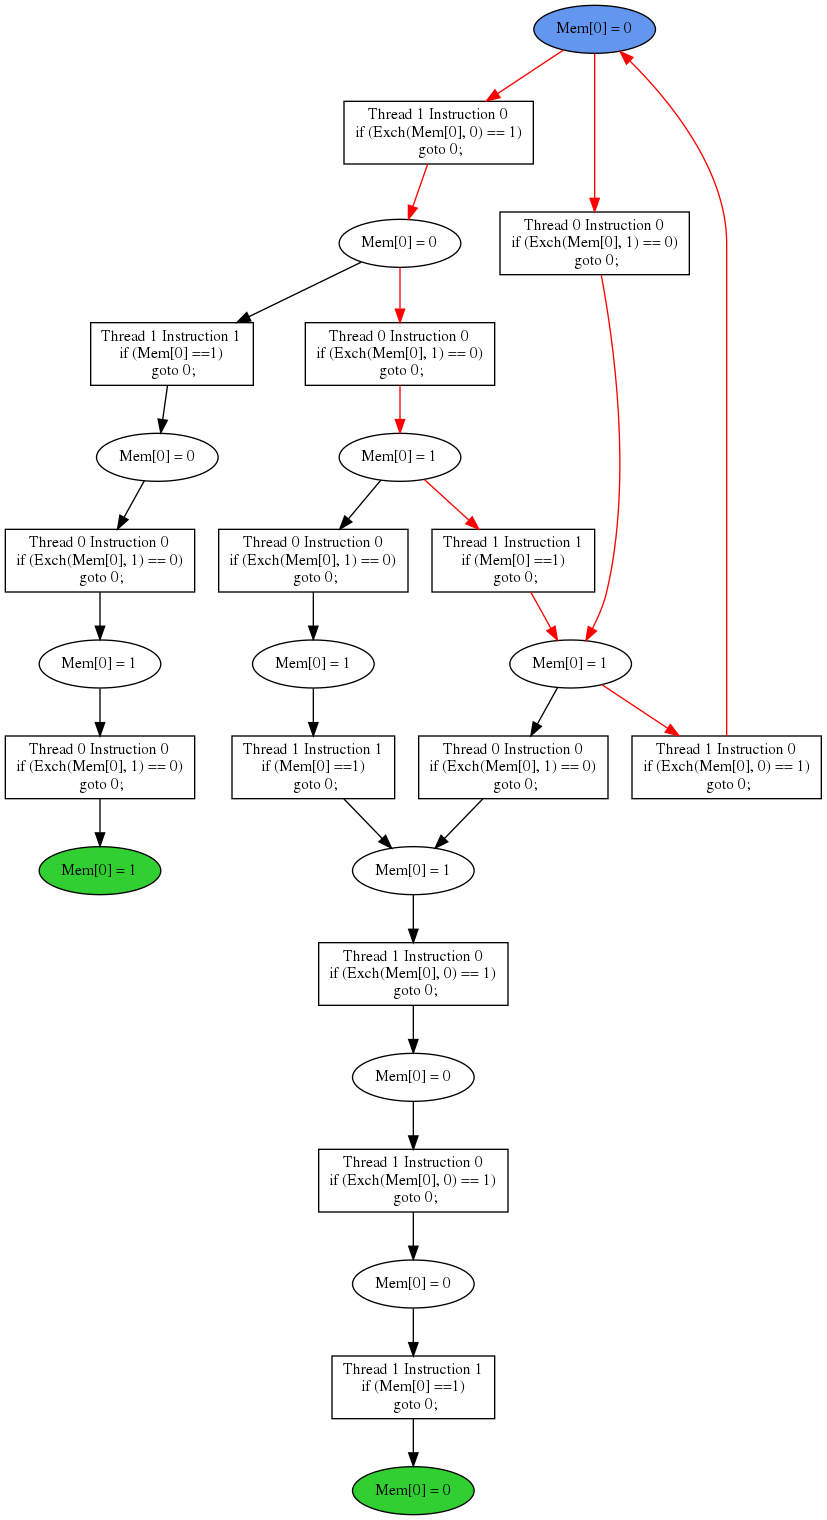 Mem[0] = 0
Thread 1 Instruction 0
if (Exch(Mem[0], 0) == 1)
goto 0;
Thread 0 Instruction 0
if (Exch(Mem[0], 1) == 0)
goto 0;
Mem[0] = 0
Thread 1 Instruction 1
if (Mem[0] ==1)
goto 0;
Thread 0 Instruction 0
if (Exch(Mem[0], 1) == 0)
goto 0;
Mem[0] = 0
Mem[0] = 1
Thread 0 Instruction 0
if (Exch(Mem[0], 1) == 0)
goto 0;
Thread 0 Instruction 0
if (Exch(Mem[0], 1) == 0)
goto 0;
Thread 1 Instruction 1
if (Mem[0] ==1)
goto 0;
Mem[0] = 1
Mem[0] = 1
Mem[0] = 1
Thread 0 Instruction 0
if (Exch(Mem[0], 1) == 0)
goto 0;
Thread 1 Instruction 1
if (Mem[0] ==1)
goto 0;
Thread 0 Instruction 0
if (Exch(Mem[0], 1) == 0)
goto 0;
Thread 1 Instruction 0
if (Exch(Mem[0], 0) == 1)
goto 0;
Mem[0] = 1
Mem[0] = 1
Thread 1 Instruction 0
if (Exch(Mem[0], 0) == 1)
goto 0;
Mem[0] = 0
Thread 1 Instruction 0
if (Exch(Mem[0], 0) == 1)
goto 0;
Mem[0] = 0
Thread 1 Instruction 1
if (Mem[0] ==1)
goto 0;
Mem[0] = 0